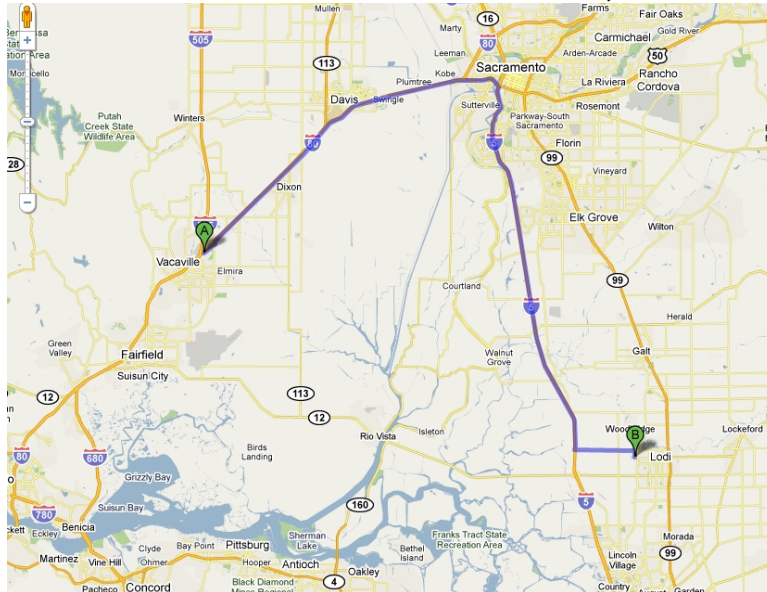 Mullen
Farms
Fair Oaks
16
Marty
505
80
Carmichael
Gold River
Arden-Arcade
50
Leeman
113
Sacramento
Rancho
Cordova
Kobe
La Riviera
Plumtree
Davis
Swingle
Sutterville
Rosemont
Putah
Creek State
Wildlife Area
Winters
Parkway-South
Sacramento
80
5
Florin
28
99
Vineyard
Dixon
Elk Grove
Wilton
A
Vacaville
Elmira
99
Courtland
5
Herald
Green
Valley
Fairfield
Walnut
Grove
Galt
Suisun City
113
12
12
Lockeford
B
Rio Vista
Isleton
Birds
Landing
Lodi
80
680
Grizzly Bay
5
Suisun Bay
160
780
Benicia
Eckley
Sherman
Lake
Franks Tract State
Recreation Area
Morada
Clyde
Bay Point
Pittsburg
Bethel
Island
99
Martinez
Vine Hill
Ohmer
Hooper
Antioch
Lincoln
Village
Oakley
Pacheco
Concord
Black Diamond
4
Country
Garden